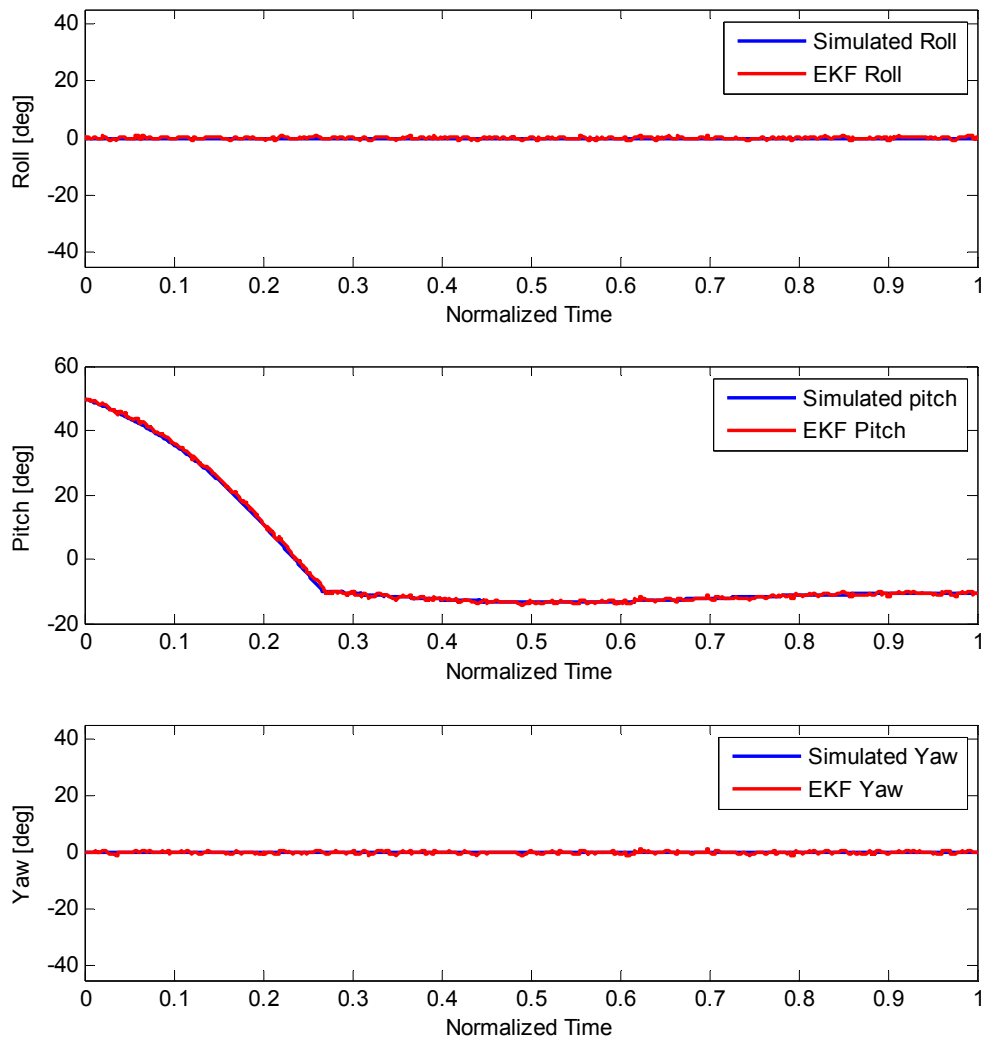 40
20
0
-20
-40
Roll [deg]
Simulated Roll
EKF Roll
0 0.1 0.2 0.3 0.4 0.5 0.6 0.7 0.8 0.9 1
Normalized Time
60
40
20
0
-20
Pitch [deg]
Simulated pitch
EKF Pitch
0 0.1 0.2 0.3 0.4 0.5 0.6 0.7 0.8 0.9 1
Normalized Time
40
20
0
-20
-40
Yaw [deg]
Simulated Yaw
EKF Yaw
0 0.1 0.2 0.3 0.4 0.5 0.6 0.7 0.8 0.9 1
Normalized Time